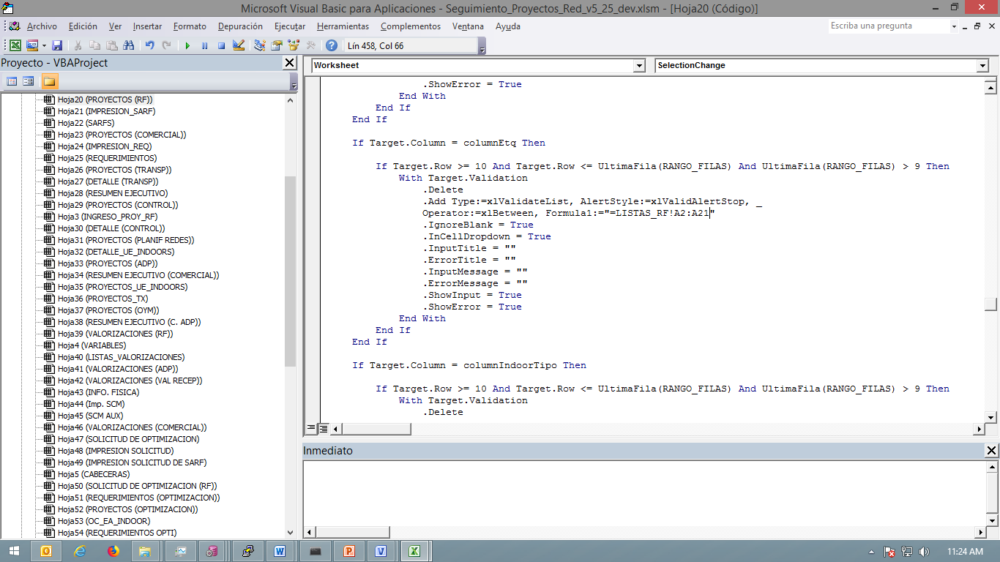 Microsoft Visual Basic para Aplicaciones - Seguimiento_Proyectos_Red_v5_25_dev.xlsm - [Hoja20 (Código)]
Archivo Edición Ver Insertar Formato Depuración Ejecutar Herramientas Complementos Ventana Ayuda
Escriba una pregunta
Lín 458, Col 66
Proyecto - VBAProject
Hoja20 (PROYECTOS (RF))
Hoja21 (IMPRESION_SARF)
Hoja22 (SARFS)
Hoja23 (PROYECTOS (COMERCIAL))
Hoja24 (IMPRESION_REQ)
Hoja25 (REQUERIMIENTOS)
Hoja26 (PROYECTOS (TRANSP))
Hoja27 (DETALLE (TRANSP))
Hoja28 (RESUMEN EJECUTIVO)
Hoja29 (PROYECTOS (CONTROL))
Hoja3 (INGRESO_PROY_RF)
Hoja30 (DETALLE (CONTROL))
Hoja31 (PROYECTOS (PLANIF REDES))
Hoja32 (DETALLE_UE_INDOORS)
Hoja33 (PROYECTOS (ADP))
Hoja34 (RESUMEN EJECUTIVO (COMERCIAL))
Hoja35 (PROYECTOS_UE_INDOORS)
Hoja36 (PROYECTOS_TX)
Hoja37 (PROYECTOS (OYM))
Hoja38 (RESUMEN EJECUTIVO (C. ADP))
Hoja39 (VALORIZACIONES (RF))
Hoja4 (VARIABLES)
Hoja40 (LISTAS_VALORIZACIONES)
Hoja41 (VALORIZACIONES (ADP))
Hoja42 (VALORIZACIONES (VAL RECEP))
Hoja43 (INFO. FISICA)
Hoja44 (Imp. SCM)
Hoja45 (SCM AUX)
Hoja46 (VALORIZACIONES (COMERCIAL))
Hoja47 (SOLICITUD DE OPTIMIZACION)
Hoja48 (IMPRESION SOLICITUD)
Hoja49 (IMPRESION SOLICITUD DE SARF)
Hoja5 (CABECERAS)
Hoja50 (SOLICITUD DE OPTIMIZACION (RF))
Hoja51 (REQUERIMIENTOS (OPTIMIZACION))
Hoja52 (PROYECTOS (OPTIMIZACION))
Hoja53 (OC_EA_INDOOR)
Hoja54 (REQUERIMIENTOS OPTI)
Worksheet
SelectionChange
.ShowError = True
End With
End If
End If
If Target.Column = columnEtq Then
If Target.Row >= 10 And Target.Row <= UltimaFila(RANGO_FILAS) And UltimaFila(RANGO_FILAS) > 9 Then
With Target.Validation
.Delete
.Add Type:=xlValidateList, AlertStyle:=xlValidAlertStop, _
Operator:=xlBetween, Formula1:="=LISTAS_RF!A2:A21"
.IgnoreBlank = True
.InCellDropdown = True
.InputTitle = ""
.ErrorTitle = ""
.InputMessage = ""
.ErrorMessage = ""
.ShowInput = True
.ShowError = True
End With
End If
End If
If Target.Column = columnIndoorTipo Then
If Target.Row >= 10 And Target.Row <= UltimaFila(RANGO_FILAS) And UltimaFila(RANGO_FILAS) > 9 Then
With Target.Validation
.Delete
Inmediato
11:24 AM